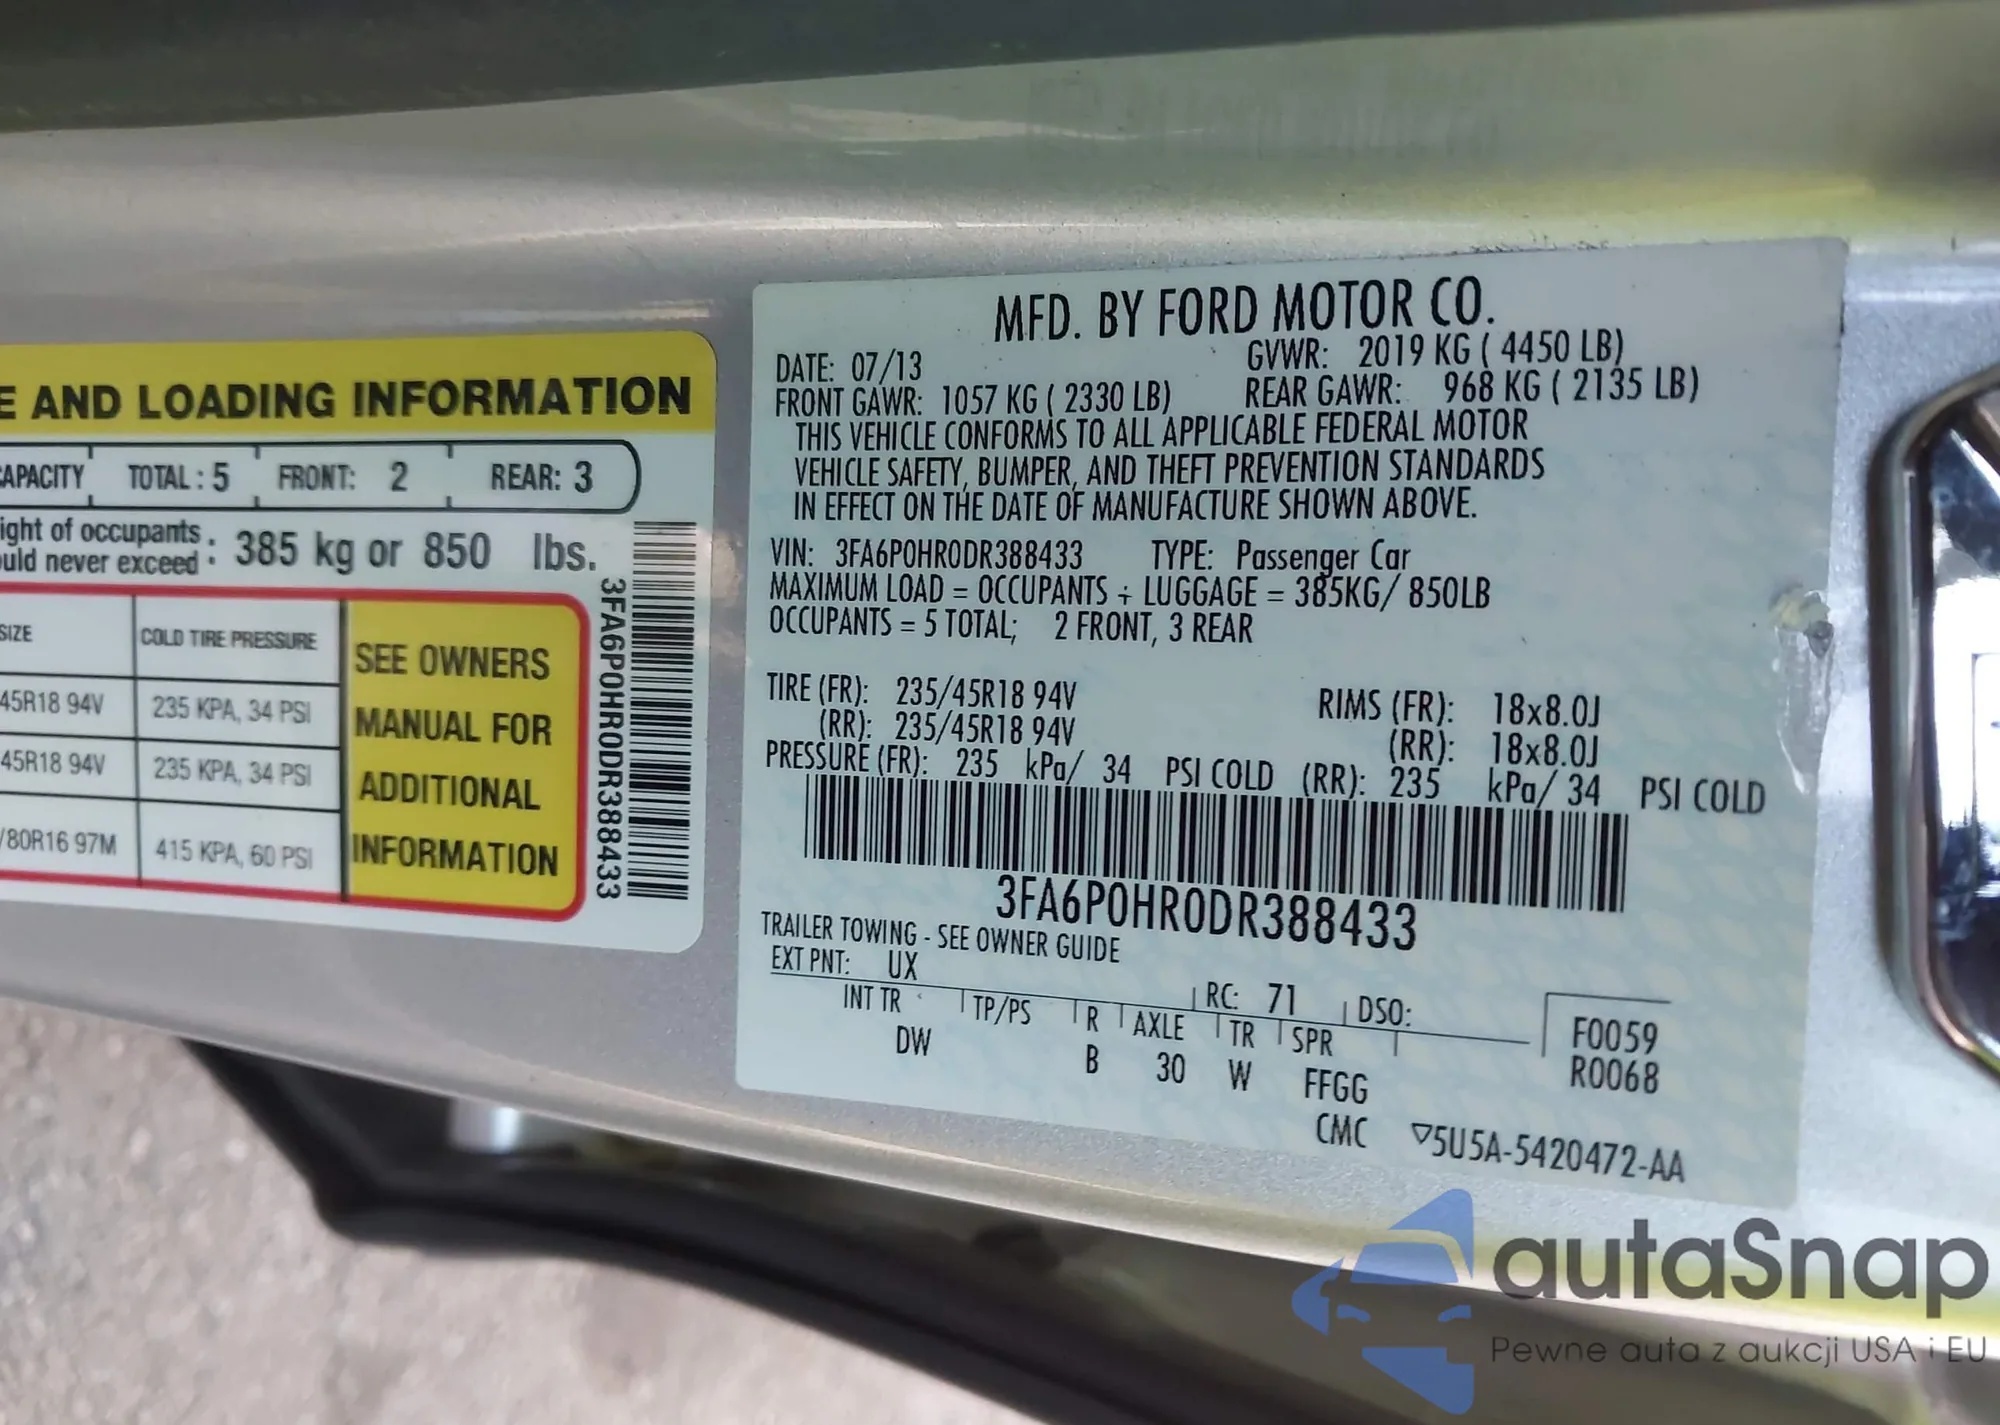 E AND LOADING INFORMATION
CAPACITY TOTAL: 5 FRONT: 2 REAR: 3
ight of occupants
uld never exceed : 385 kg or 850 lbs.
SIZE COLD TIRE PRESSURE
45R18 94V 235 KPA, 34 PSI
45R18 94V 235 KPA, 34 PSI
/80R16 97M 415 KPA, 60 PSI
SEE OWNERS
MANUAL FOR
ADDITIONAL
INFORMATION
3FA6P0HR0DR388433
MFD. BY FORD MOTOR CO.
DATE: 07/13 GVWR: 2019 KG ( 4450 LB)
FRONT GAWR: 1057 KG ( 2330 LB) REAR GAWR: 968 KG ( 2135 LB)
THIS VEHICLE CONFORMS TO ALL APPLICABLE FEDERAL MOTOR
VEHICLE SAFETY, BUMPER, AND THEFT PREVENTION STANDARDS
IN EFFECT ON THE DATE OF MANUFACTURE SHOWN ABOVE.
VIN: 3FA6P0HR0DR388433 TYPE: Passenger Car
MAXIMUM LOAD = OCCUPANTS + LUGGAGE = 385KG/ 850LB
OCCUPANTS = 5 TOTAL; 2 FRONT, 3 REAR
TIRE (FR): 235/45R18 94V RIMS (FR): 18x8.0J
(RR): 235/45R18 94V (RR): 18x8.0J
PRESSURE (FR): 235 kPa/ 34 PSI COLD (RR): 235 kPa/ 34 PSI COLD
3FA6P0HR0DR388433
TRAILER TOWING - SEE OWNER GUIDE
EXT PNT: UX RC: 71 DSO:
INT TR TP/PS R AXLE TR SPR F0059
DW B 30 W FFGG R0068
CMC ▽5U5A-5420472-AA
autaSnap
Pewne auta z aukcji USA i EU